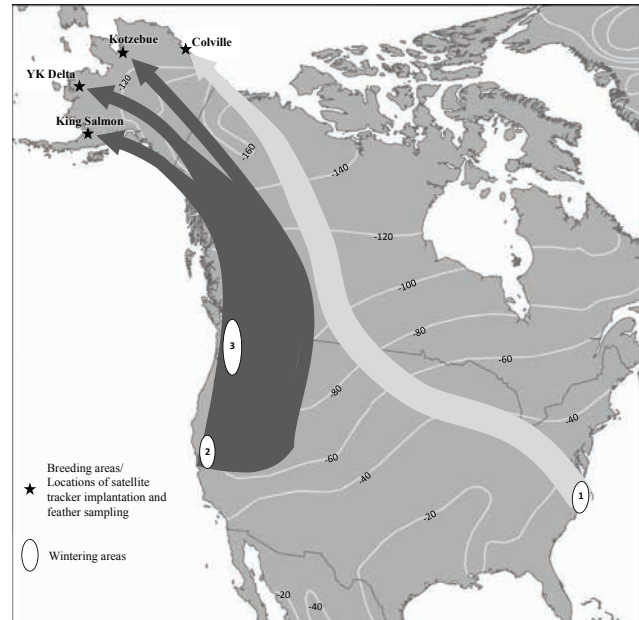 Kotzebue
Colville
YK Delta
King Salmon
-120
-160
-140
-120
-100
-80
-60
-80
-40
-60
-40
-20
-20
-40
3
2
1
Breeding areas/
Locations of satellite
tracker implantation and
feather sampling
Wintering areas